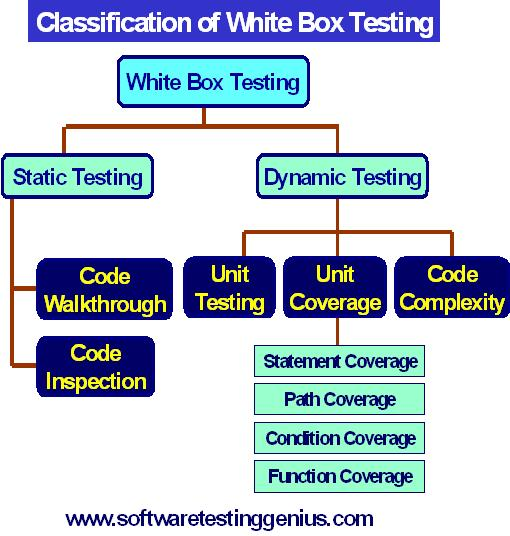 Classification of White Box Testing
White Box Testing
Static Testing
Dynamic Testing
Code
Walkthrough
Code
Inspection
Unit
Testing
Unit
Coverage
Code
Complexity
Statement Coverage
Path Coverage
Condition Coverage
Function Coverage
www.softwaretestinggenius.com